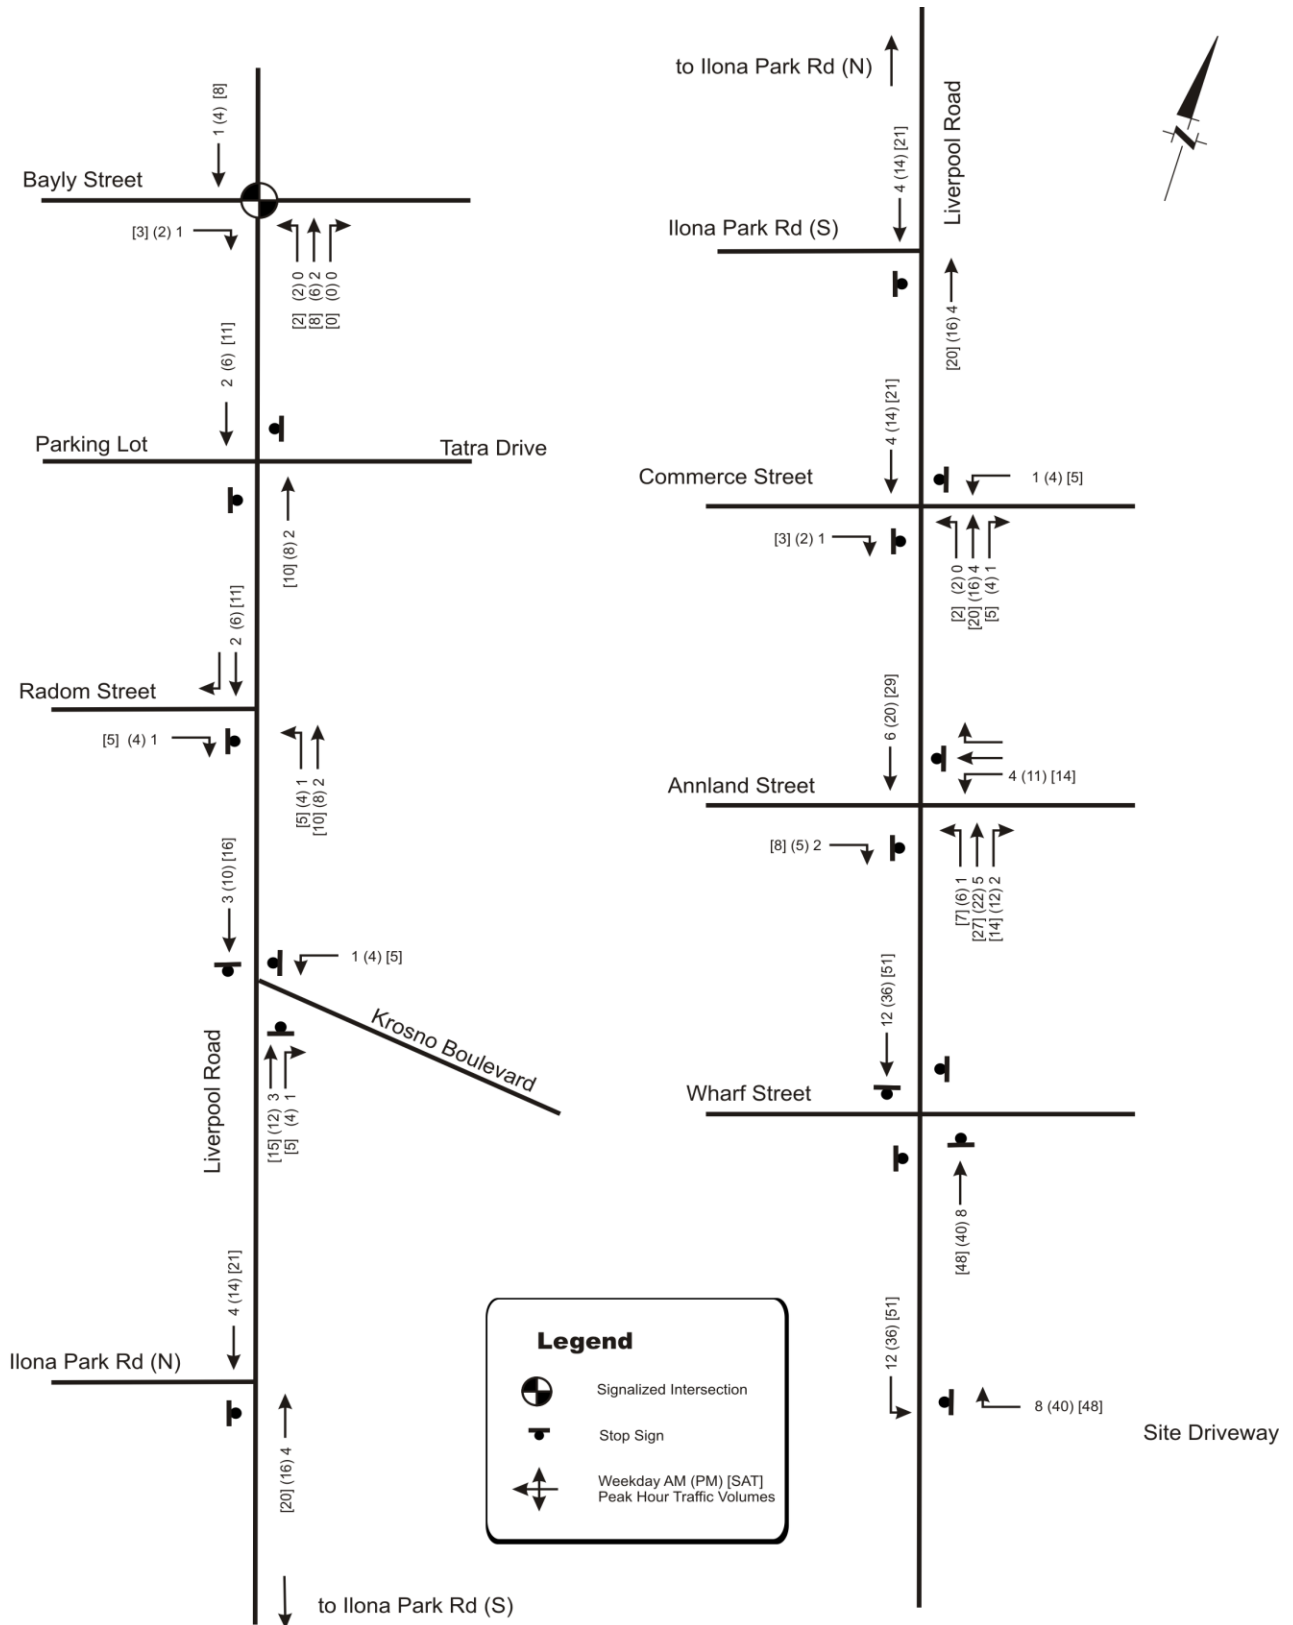 1 (4) [8]
Bayly Street
[3] (2) 1
[2] (2) 0
[8] (6) 2
[0] (0) 0
2 (6) [11]
Parking Lot
Tatra Drive
[10] (8) 2
2 (6) [11]
Radom Street
[5] (4) 1
[5] (4) 1
[10] (8) 2
3 (10) [16]
1 (4) [5]
Krosno Boulevard
Liverpool Road
[15] (12) 3
[5] (4) 1
4 (14) [21]
Ilona Park Rd (N)
[20] (16) 4
to Ilona Park Rd (S)
to Ilona Park Rd (N)
Liverpool Road
4 (14) [21]
Ilona Park Rd (S)
[20] (16) 4
4 (14) [21]
Commerce Street
1 (4) [5]
[3] (2) 1
[2] (2) 0
[20] (16) 4
[5] (4) 1
6 (20) [29]
Annland Street
4 (11) [14]
[8] (5) 2
[7] (6) 1
[27] (22) 5
[14] (12) 2
12 (36) [51]
Wharf Street
[48] (40) 8
12 (36) [51]
8 (40) [48]
Site Driveway
N
Legend
Signalized Intersection
Stop Sign
Weekday AM (PM) [SAT]
Peak Hour Traffic Volumes